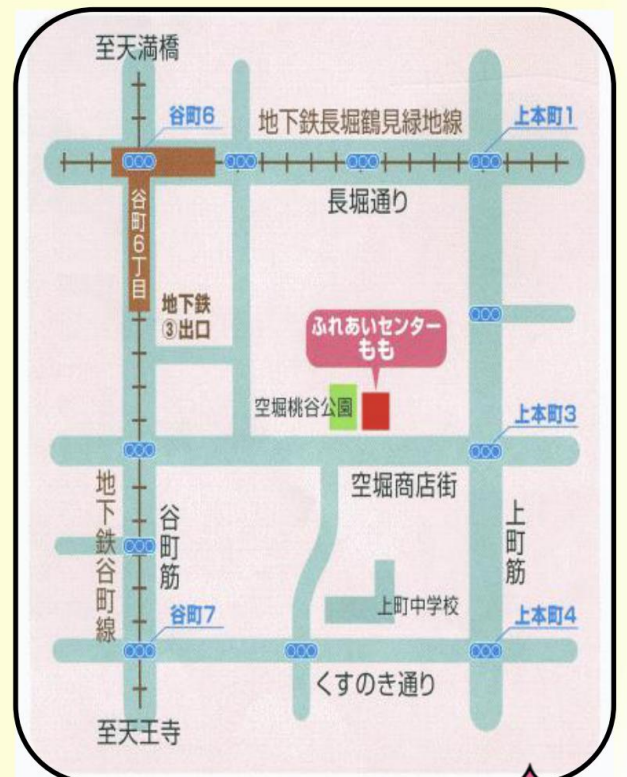 至天満橋
谷町6
地下鉄長堀鶴見緑地線
上本町1
長堀通り
谷町6丁目
地下鉄
③出口
ふれあいセンター
もも
空堀桃谷公園
上本町3
空堀商店街
地下鉄谷町線
谷町筋
上町筋
上町中学校
谷町7
上本町4
くすのき通り
至天王寺